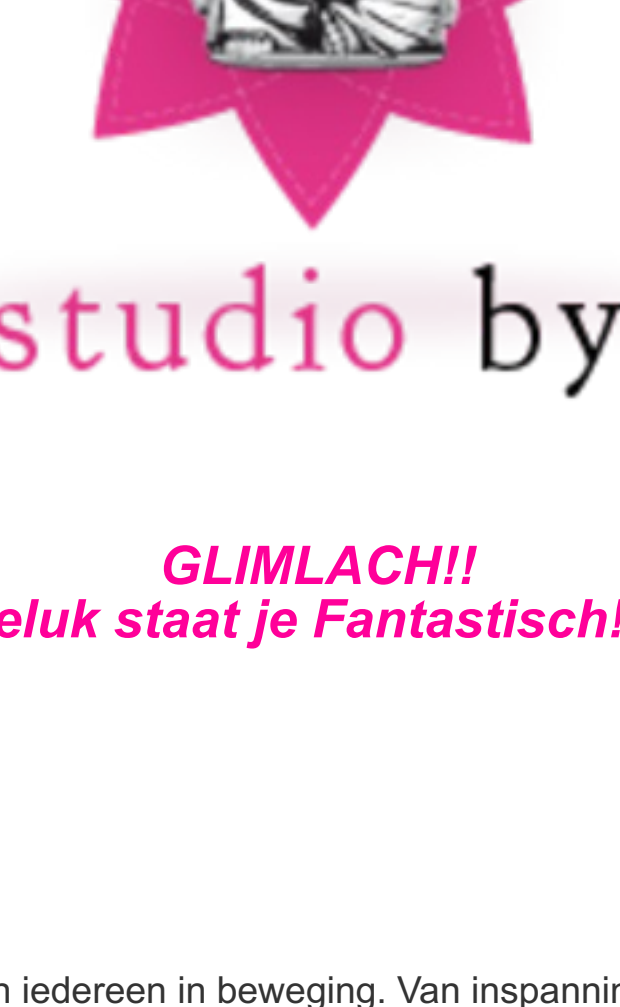 studio by
GLIMLACH!!
eluk staat je Fantastisch!
n iedereen in beweging. Van inspannin